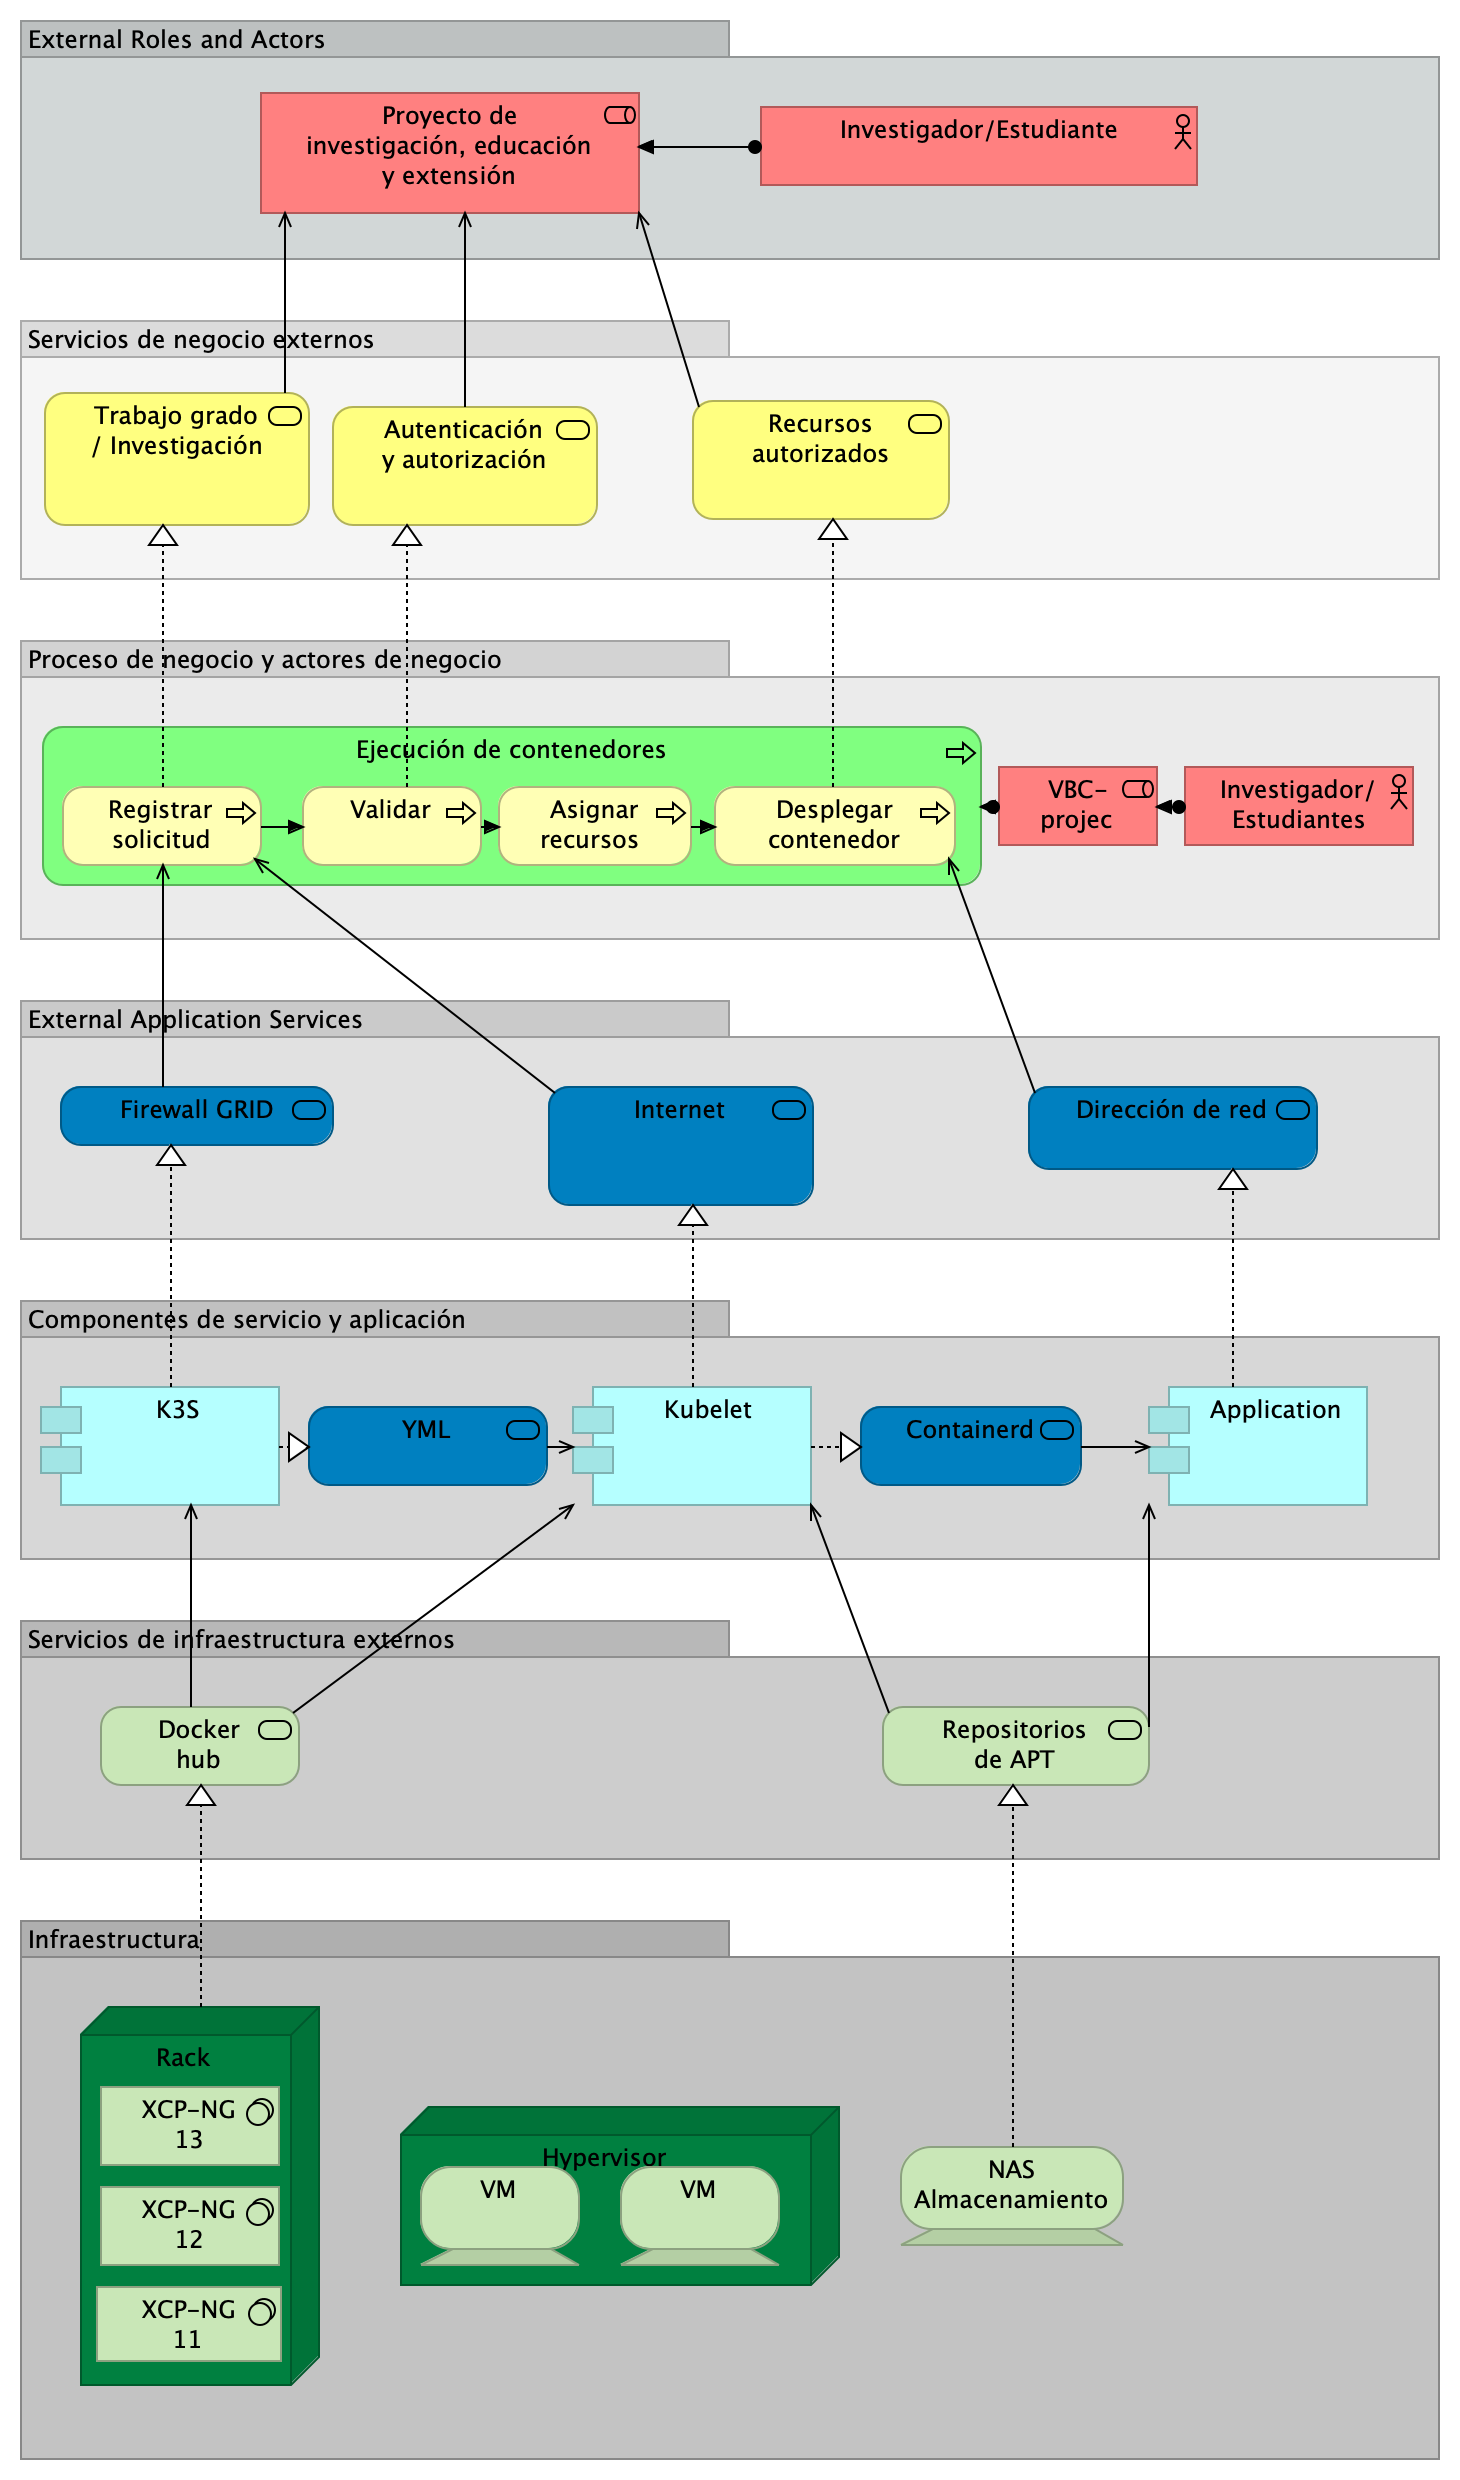 External Roles and Actors
Proyecto de
investigación, educación
y extensión
Investigador/Estudiante
Servicios de negocio externos
Trabajo grado
/ Investigación
Autenticación
y autorización
Recursos
autorizados
Proceso de negocio y actores de negocio
Ejecución de contenedores
Registrar
solicitud
Validar
Asignar
recursos
Desplegar
contenedor
VBC-
projec
Investigador/
Estudiantes
External Application Services
Firewall GRID
Internet
Dirección de red
Componentes de servicio y aplicación
K3S
YML
Kubelet
Containerd
Application
Servicios de infraestructura externos
Docker
hub
Repositorios
de APT
Infraestructura
Rack
XCP-NG
13
XCP-NG
12
XCP-NG
11
Hypervisor
VM
VM
NAS
Almacenamiento